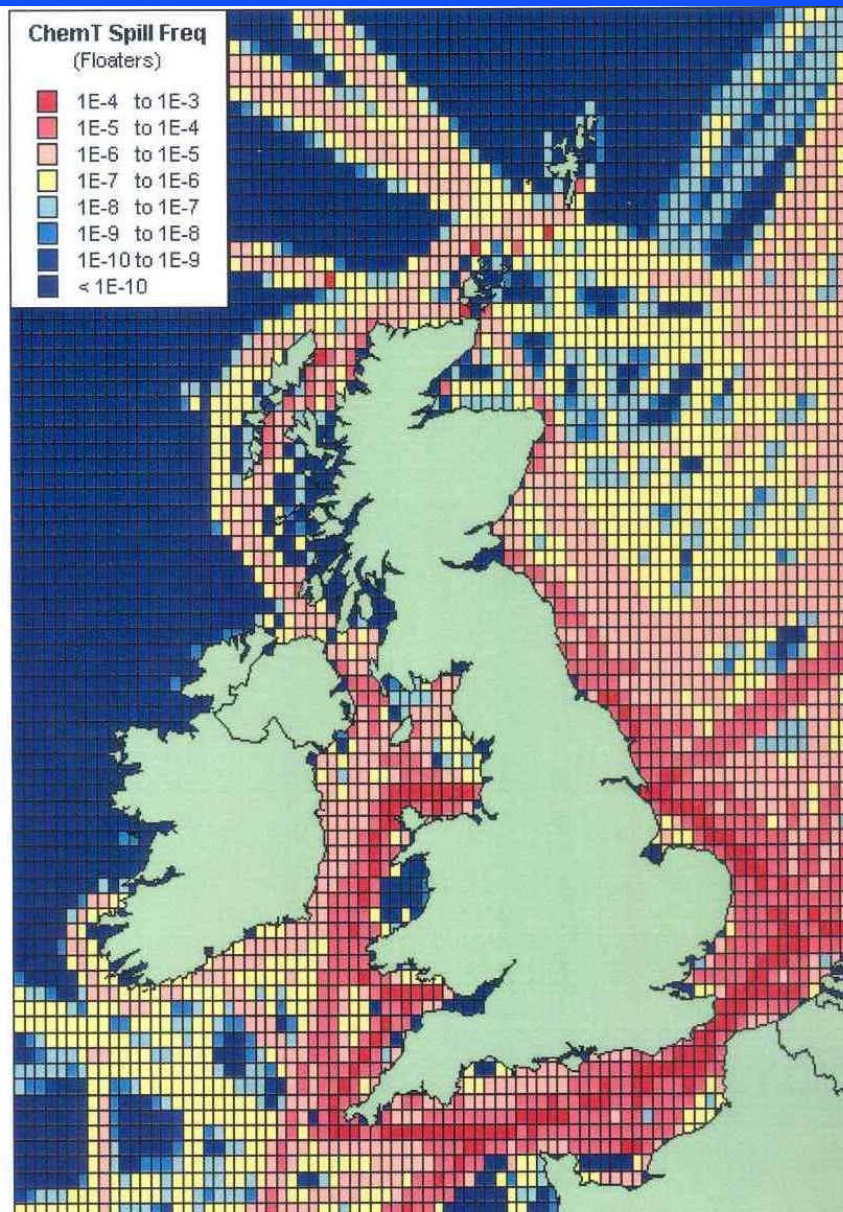 ChemT Spill Freq
(Floaters)
1E-4 to 1E-3
1E-5 to 1E-4
1E-6 to 1E-5
1E-7 to 1E-6
1E-8 to 1E-7
1E-9 to 1E-8
1E-10 to 1E-9
< 1E-10